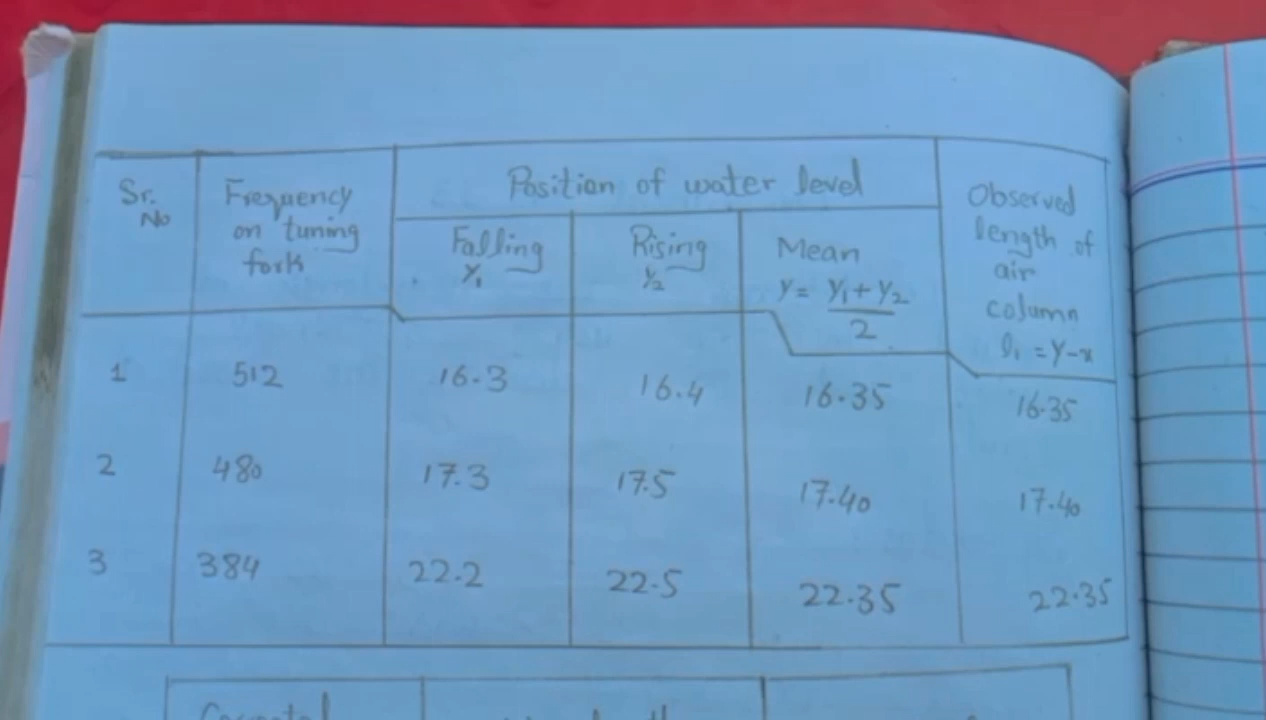 Sr. No
Frequency on tuning fork
Position of water level
Falling y₁
Rising y₂
Mean y = y₁+y₂ / 2
Observed length of air column l₁ = y-x
1 512 16.3 16.4 16.35 16.35
2 480 17.3 17.5 17.40 17.40
3 384 22.2 22.5 22.35 22.35